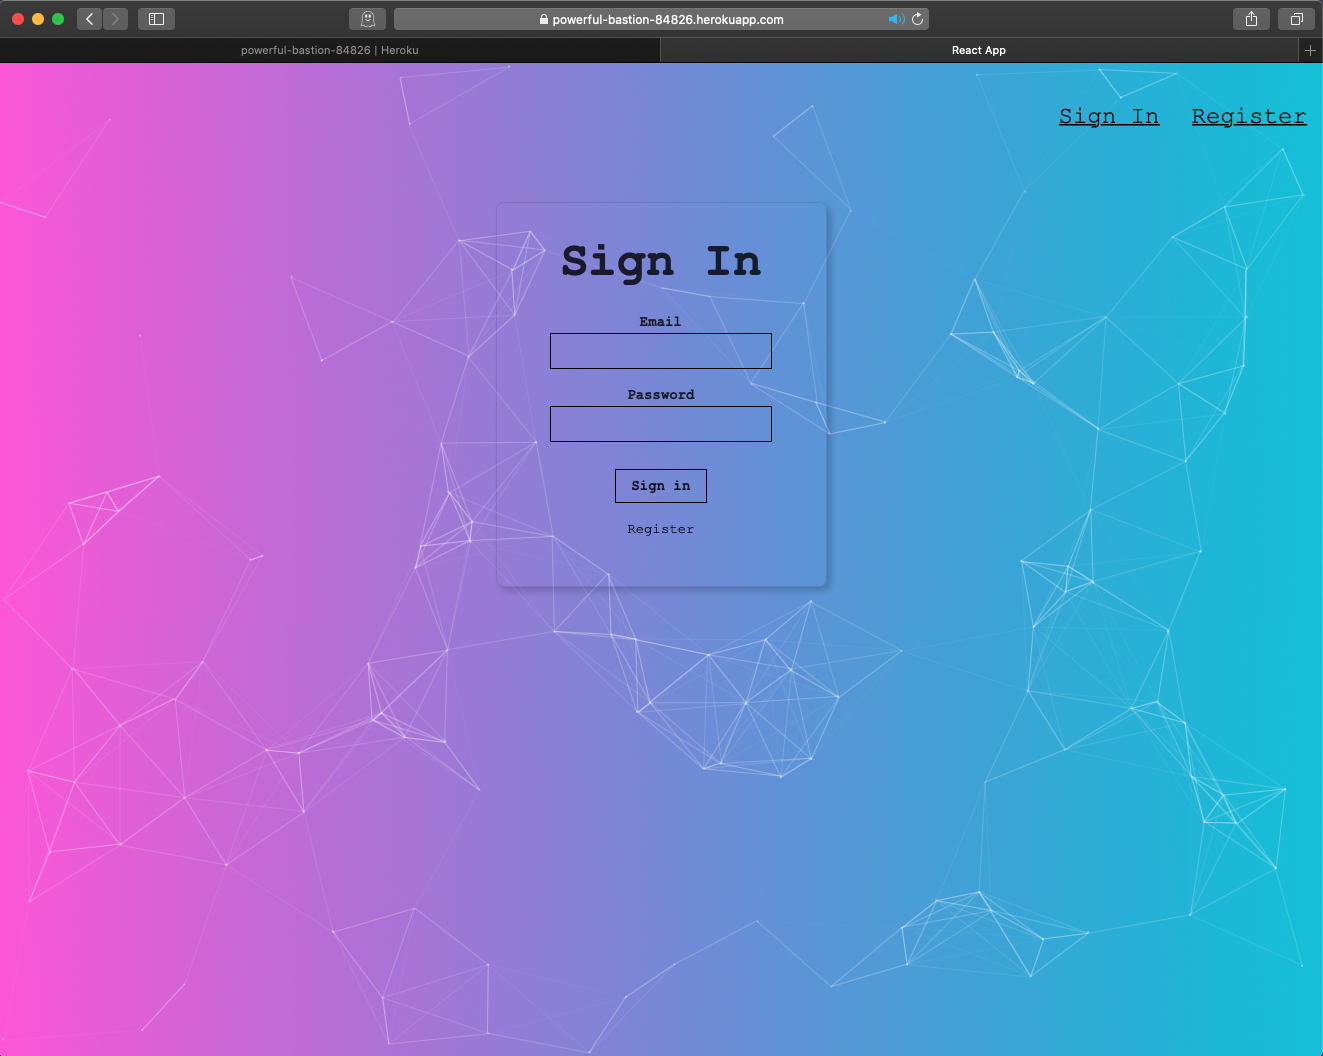 powerful-bastion-84826.herokuapp.com
powerful-bastion-84826 | Heroku
React App
Sign In
Register
Sign In
Email
Password
Sign in
Register